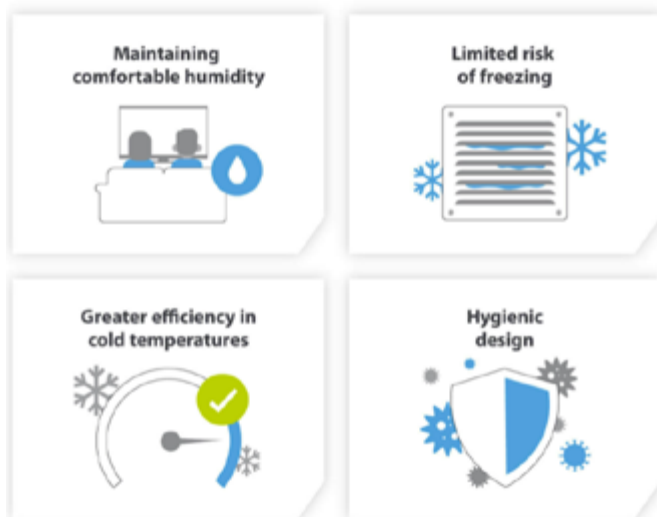 Maintaining
comfortable humidity
Limited risk
of freezing
Greater efficiency in
cold temperatures
Hygienic
design